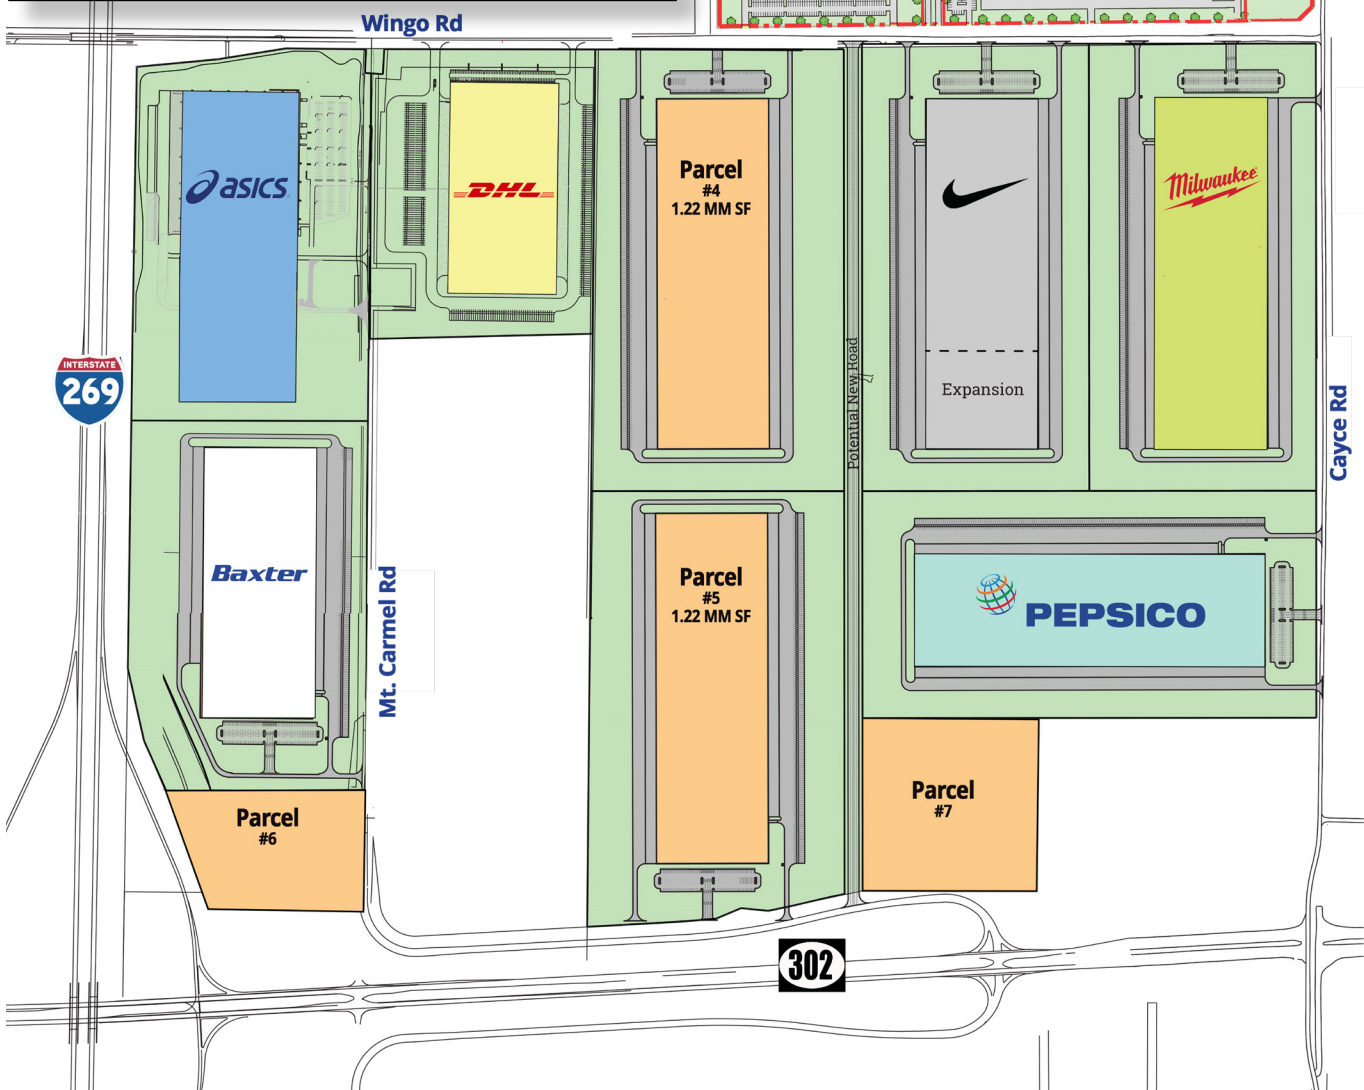 Wingo Rd
asics
DHL
Parcel
#4
1.22 MM SF
Milwaukee
INTERSTATE
269
Potential New Road
Expansion
Cayce Rd
Baxter
Mt. Carmel Rd
Parcel
#5
1.22 MM SF
PEPSICO
Parcel
#6
Parcel
#7
302